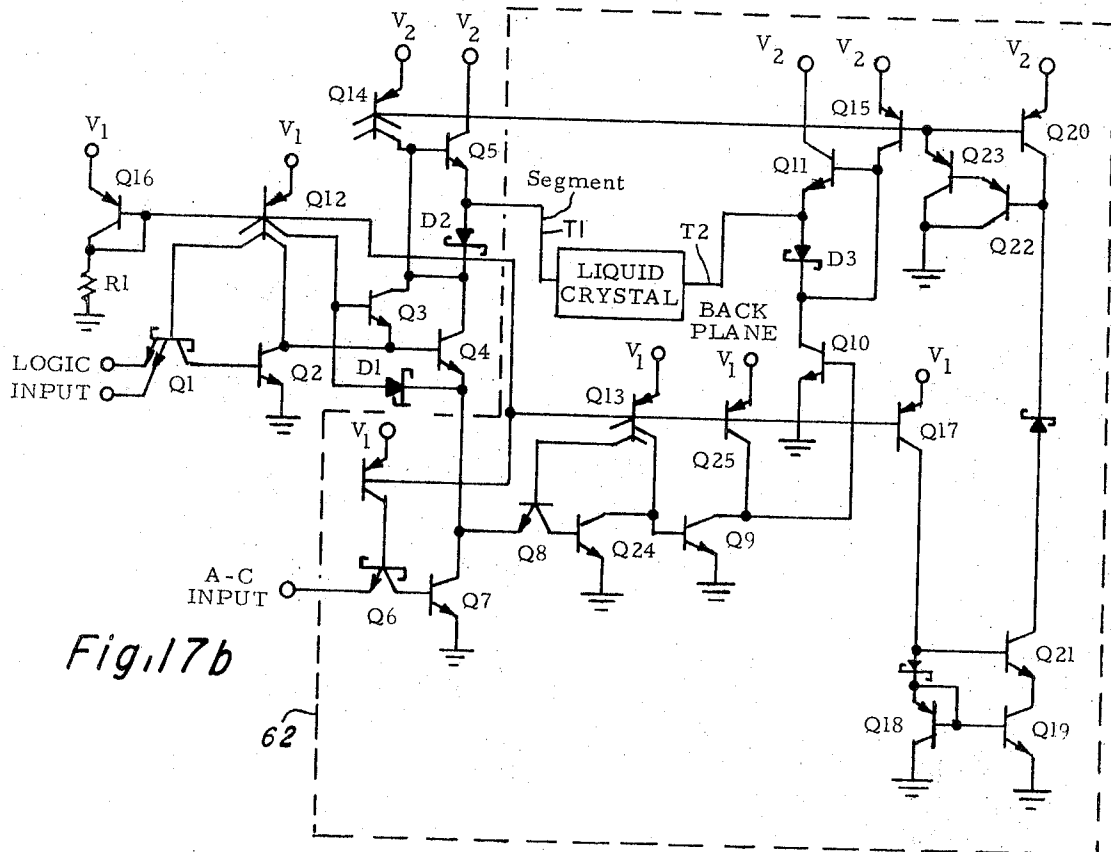 V2
V2
V2
V2
V2
Q14
Q15
Q20
V1
V1
Q5
Q11
Q23
Q16
Q12
Segment
D2
T1
T2
Q22
R1
LIQUID
CRYSTAL
D3
Q3
BACK
PLANE
LOGIC
INPUT
Q1
Q2
D1
Q4
Q10
V1
V1
V1
Q13
V1
Q25
Q17
Q8
Q24
Q9
A-C
INPUT
Q6
Q7
Fig. 17b
Q21
62
Q18
Q19